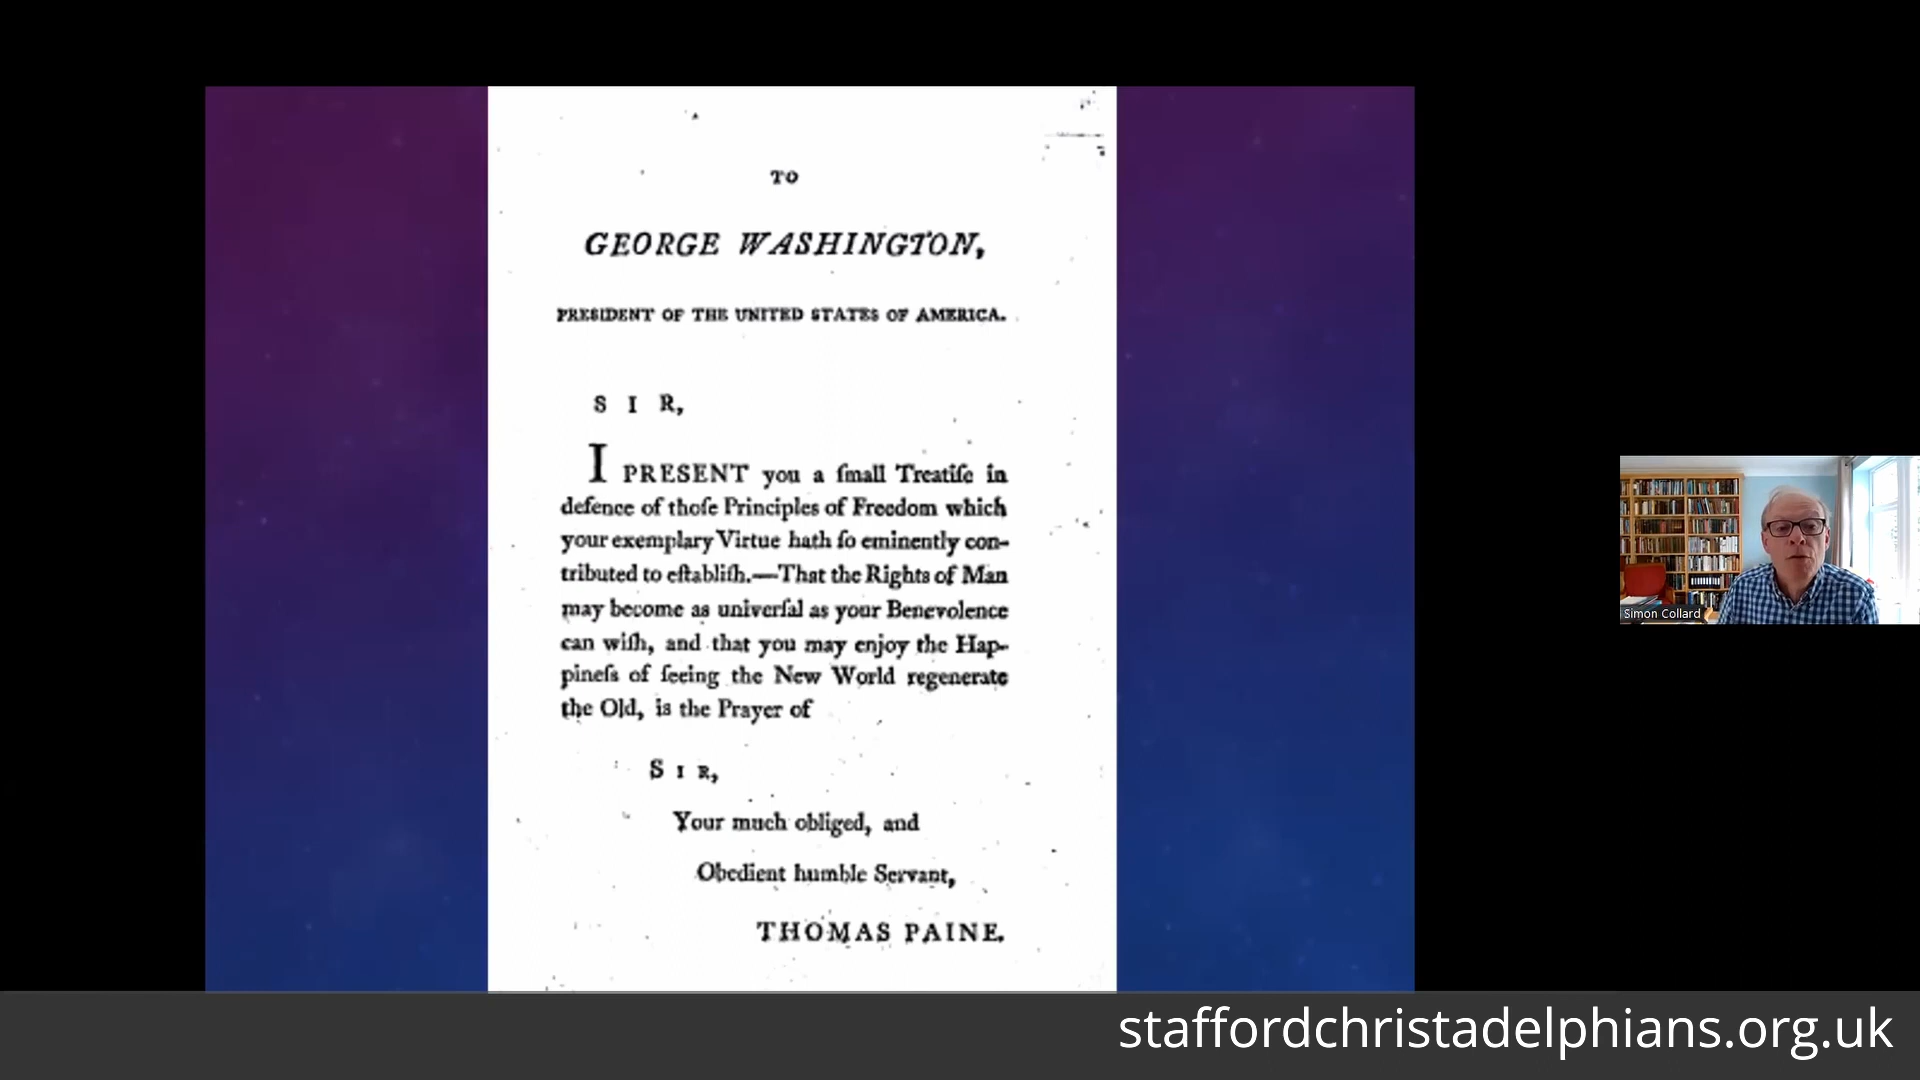 TO
GEORGE WASHINGTON,
PRESIDENT OF THE UNITED STATES OF AMERICA.
S I R,
I PRESENT you a ſmall Treatiſe in
defence of thoſe Principles of Freedom which
your exemplary Virtue hath ſo eminently con-
tributed to eſtabliſh.—That the Rights of Man
may become as univerſal as your Benevolence
can wiſh, and that you may enjoy the Hap-
pineſs of ſeeing the New World regenerate
the Old, is the Prayer of
S I R,
Your much obliged, and
Obedient humble Servant,
THOMAS PAINE.
Simon Collard
staffordchristadelphians.org.uk